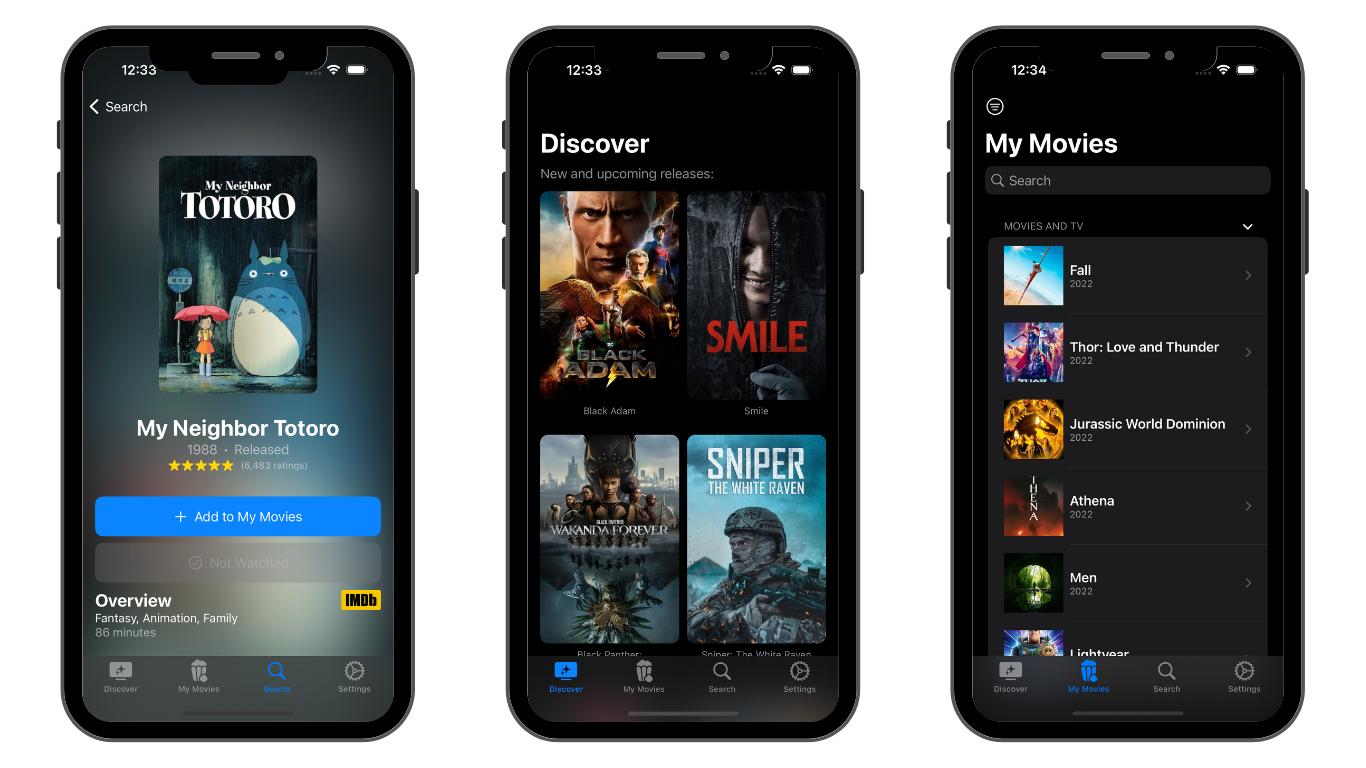 12:33
Search
My Neighbor
TOTORO
My Neighbor Totoro
1988 · Released
(6,483 ratings)
+ Add to My Movies
Not Watched
Overview
IMDb
Fantasy, Animation, Family
86 minutes
Discover
My Movies
Search
Settings
12:33
Discover
New and upcoming releases:
BLACK
ADAM
SMILE
Black Adam
Smile
BLACK PANTHER
WAKANDA FOREVER
SNIPER
THE WHITE RAVEN
Black Panther:
Sniper: The White Raven
Discover
My Movies
Search
Settings
12:34
My Movies
Search
MOVIES AND TV
Fall
2022
THOR
Thor: Love and Thunder
2022
Jurassic World Dominion
2022
THENA
Athena
2022
Men
2022
Lightyear
Discover
My Movies
Search
Settings